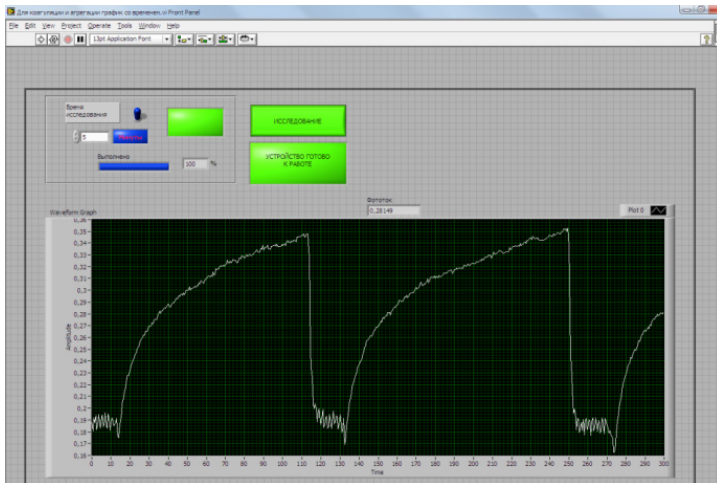 Для коагуляции и агрегации график со временем.vi Front Panel
File Edit View Project Operate Tools Window Help
13pt Application Font
Время
исследования
5
Выполнено
100 %
ИССЛЕДОВАНИЕ
УСТРОЙСТВО ГОТОВО
К РАБОТЕ
Фототок
0,28149
Waveform Graph
Plot 0
0,36
0,35
0,34
0,33
0,32
0,31
0,3
0,29
0,28
0,27
0,26
0,25
0,24
0,23
0,22
0,21
0,2
0,19
0,18
0,17
0,16
Amplitude
0 10 20 30 40 50 60 70 80 90 100 110 120 130 140 150 160 170 180 190 200 210 220 230 240 250 260 270 280 290 300
Time